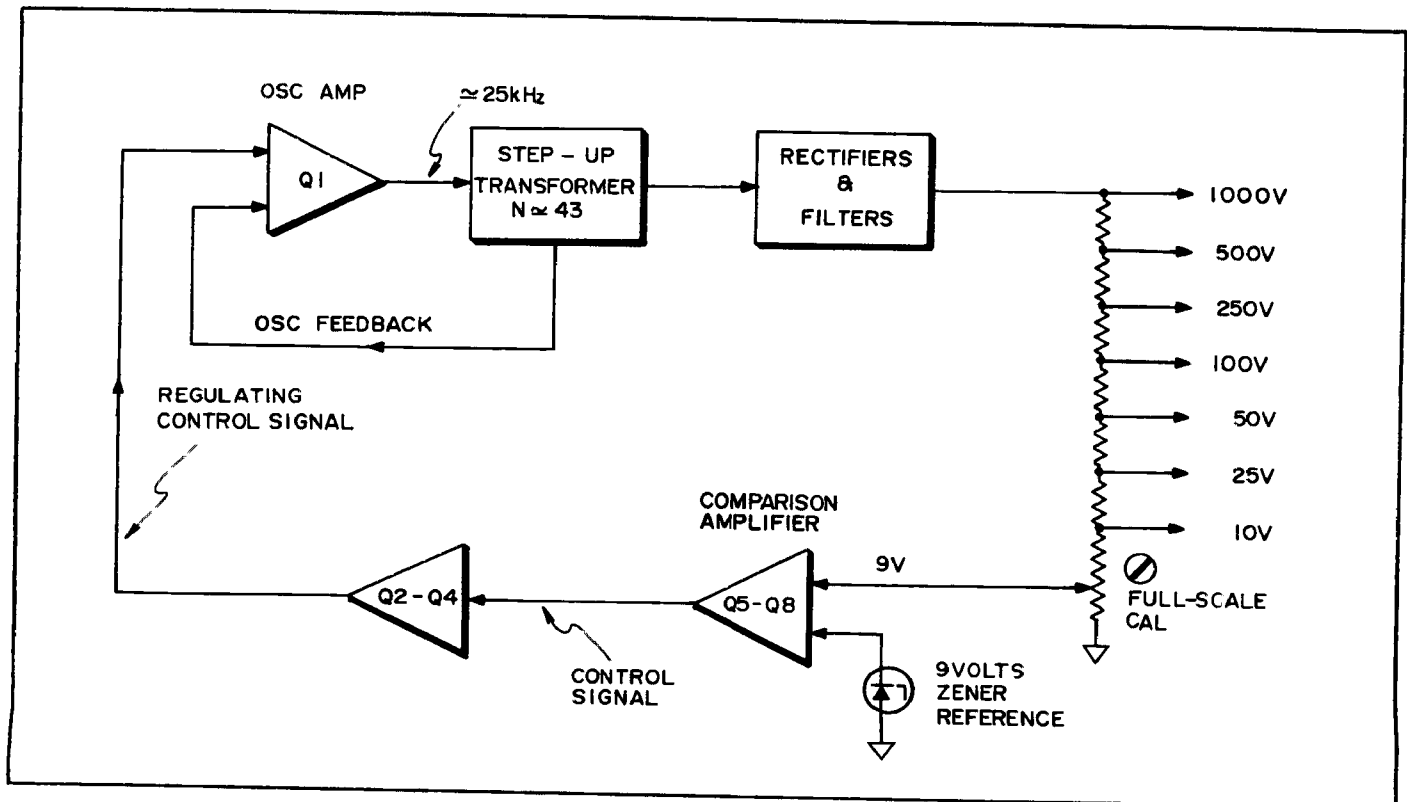 OSC AMP
≃25kHz
Q1
STEP-UP
TRANSFORMER
N≃43
RECTIFIERS
&
FILTERS
1000V
500V
250V
100V
50V
25V
10V
OSC FEEDBACK
REGULATING
CONTROL SIGNAL
COMPARISON
AMPLIFIER
9V
Q2-Q4
Q5-Q8
FULL-SCALE
CAL
CONTROL
SIGNAL
9VOLTS
ZENER
REFERENCE